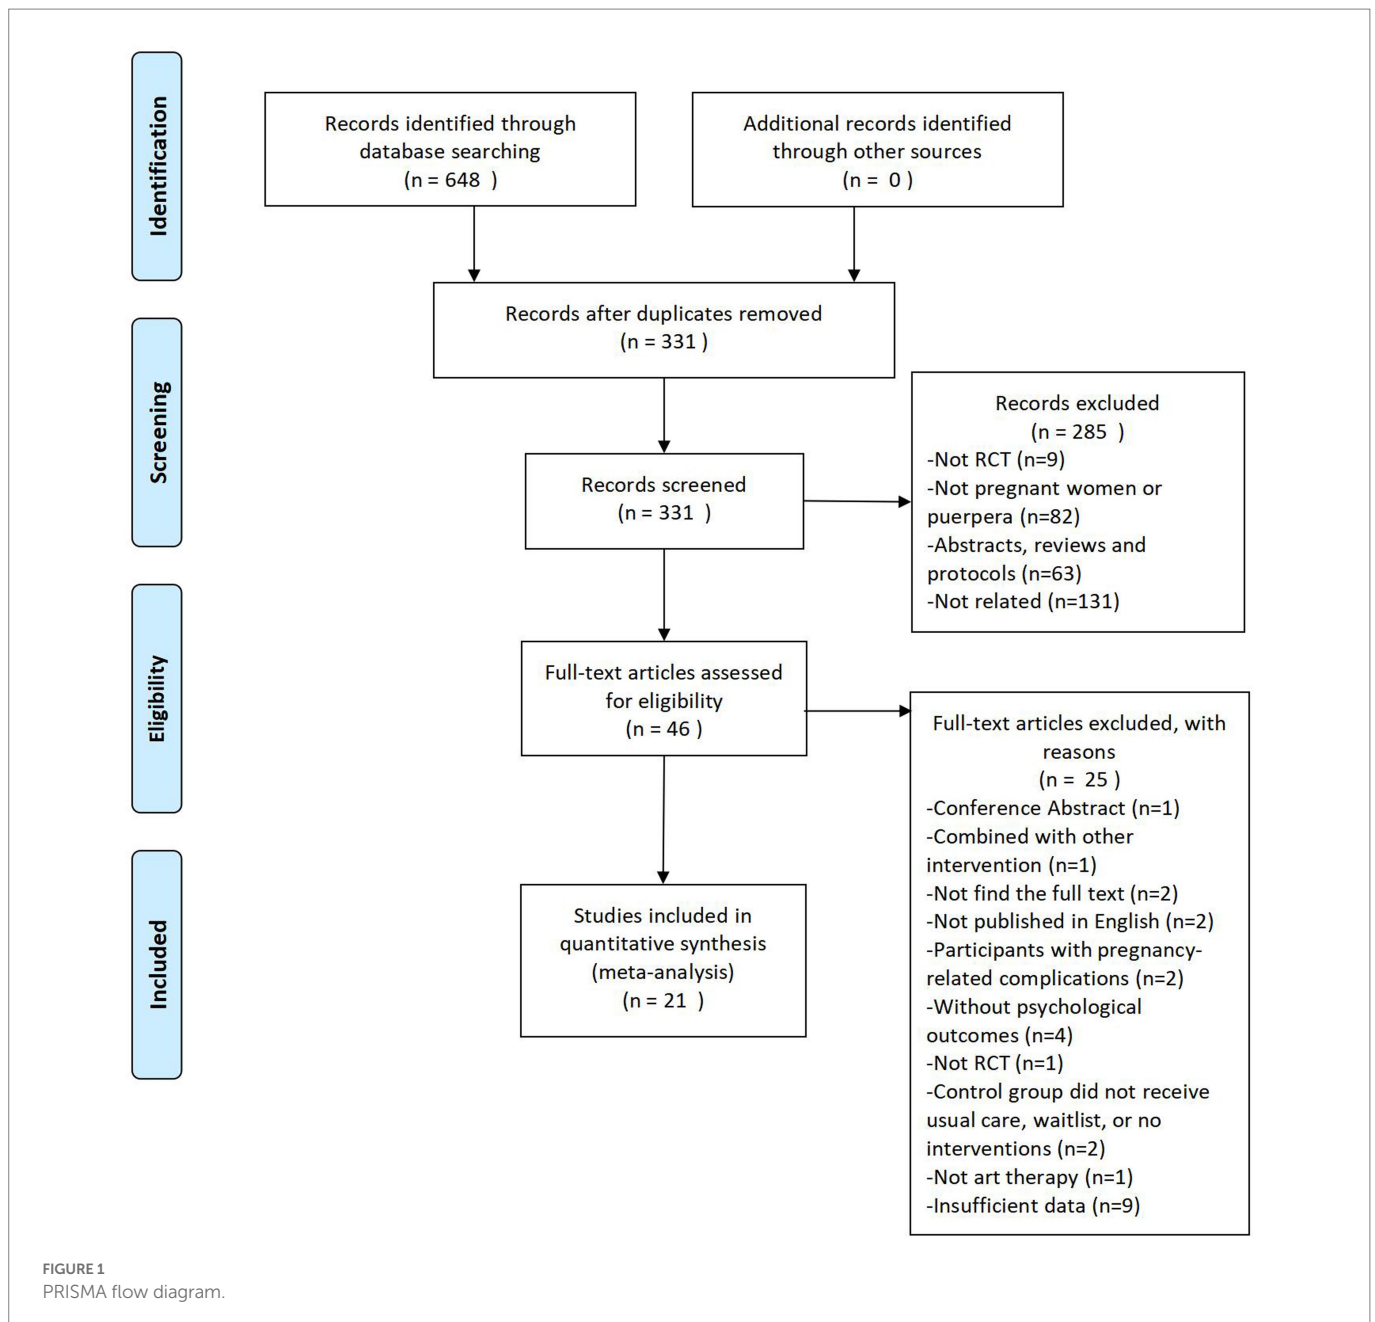 Identification
Records identified through
database searching
(n = 648 )
Additional records identified
through other sources
(n = 0 )
Records after duplicates removed
(n = 331 )
Screening
Records screened
(n = 331 )
Records excluded
(n = 285 )
-Not RCT (n=9)
-Not pregnant women or
puerpera (n=82)
-Abstracts, reviews and
protocols (n=63)
-Not related (n=131)
Eligibility
Full-text articles assessed
for eligibility
(n = 46 )
Full-text articles excluded, with
reasons
(n = 25 )
-Conference Abstract (n=1)
-Combined with other
intervention (n=1)
-Not find the full text (n=2)
-Not published in English (n=2)
-Participants with pregnancy-
related complications (n=2)
-Without psychological
outcomes (n=4)
-Not RCT (n=1)
-Control group did not receive
usual care, waitlist, or no
interventions (n=2)
-Not art therapy (n=1)
-Insufficient data (n=9)
Included
Studies included in
quantitative synthesis
(meta-analysis)
(n = 21 )
FIGURE 1
PRISMA flow diagram.